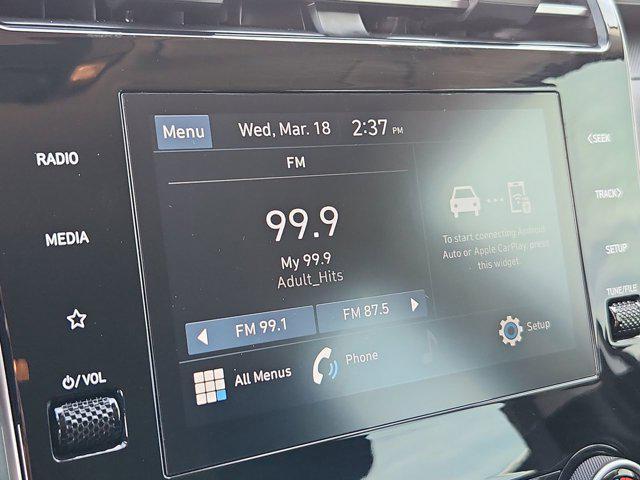 Menu Wed, Mar. 18 2:37 PM
FM
99.9
My 99.9
Adult_Hits
FM 99.1 FM 87.5
To start connecting Android
Auto or Apple CarPlay, press
this widget.
All Menus Phone Setup
RADIO
MEDIA
VOL
SEEK
TRACK
SETUP
TUNE/FILE